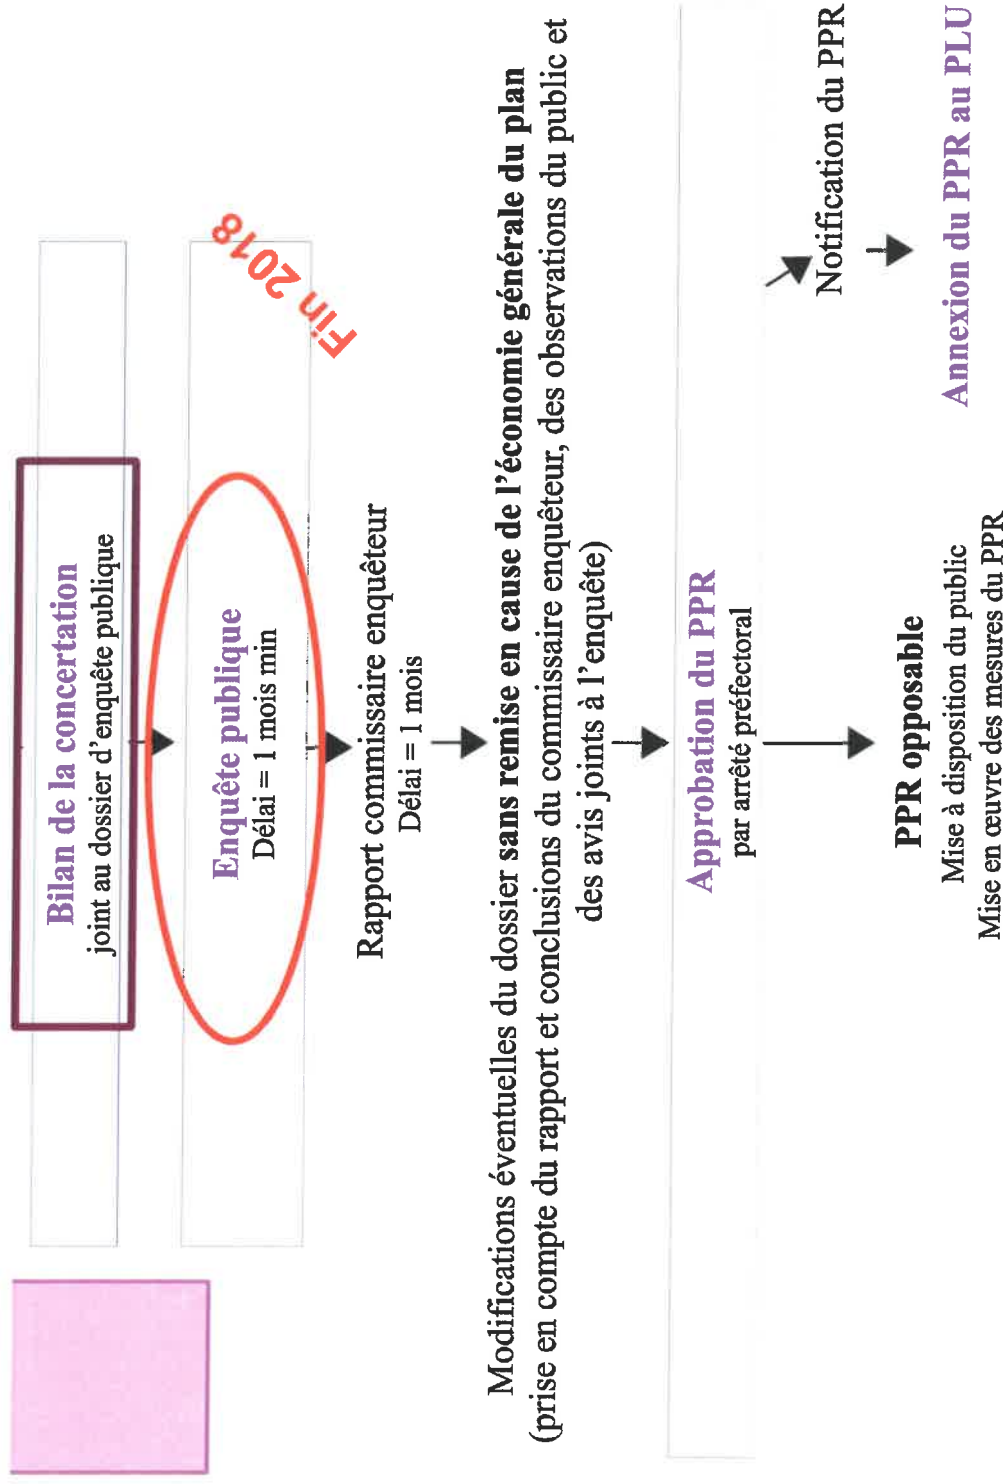 Bilan de la concertation
joint au dossier d'enquête publique
Enquête publique
Délai = 1 mois min
Fin 2018
Rapport commissaire enquêteur
Délai = 1 mois
Modifications éventuelles du dossier sans remise en cause de l'économie générale du plan
(prise en compte du rapport et conclusions du commissaire enquêteur, des observations du public et
des avis joints à l'enquête)
Approbation du PPR
par arrêté préfectoral
Notification du PPR
Annexion du PPR au PLU
PPR opposable
Mise à disposition du public
Mise en œuvre des mesures du PPR